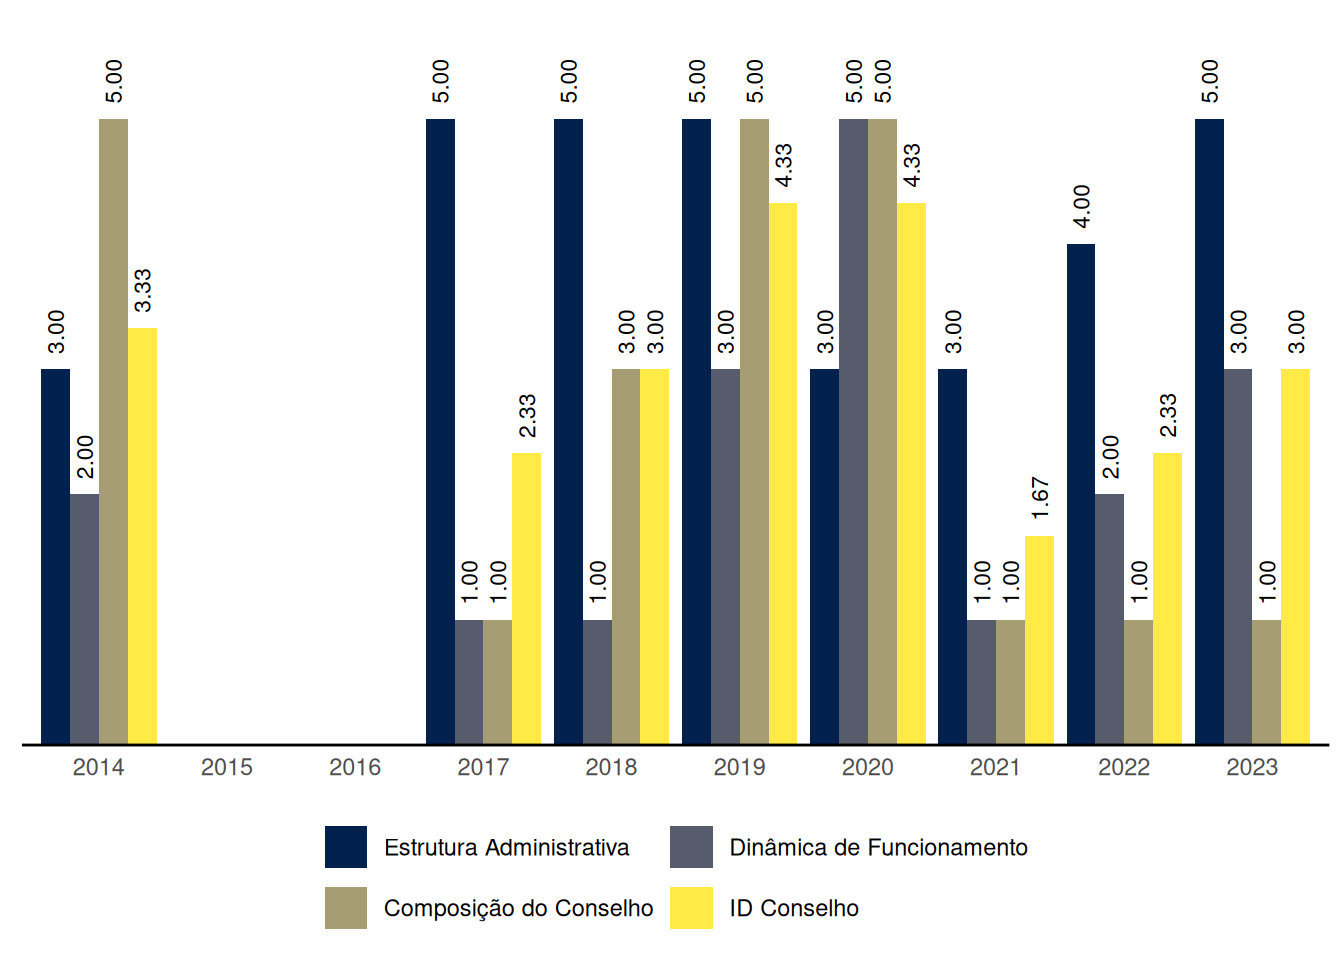 3.00 2.00 5.00 3.33
5.00 1.00 1.00 2.33
5.00 1.00 3.00 3.00
5.00 3.00 5.00 4.33
3.00 5.00 5.00 4.33
3.00 1.00 1.00 1.67
4.00 2.00 1.00 2.33
5.00 3.00 1.00 3.00
2014 2015 2016 2017 2018 2019 2020 2021 2022 2023
Estrutura Administrativa Dinâmica de Funcionamento
Composição do Conselho ID Conselho